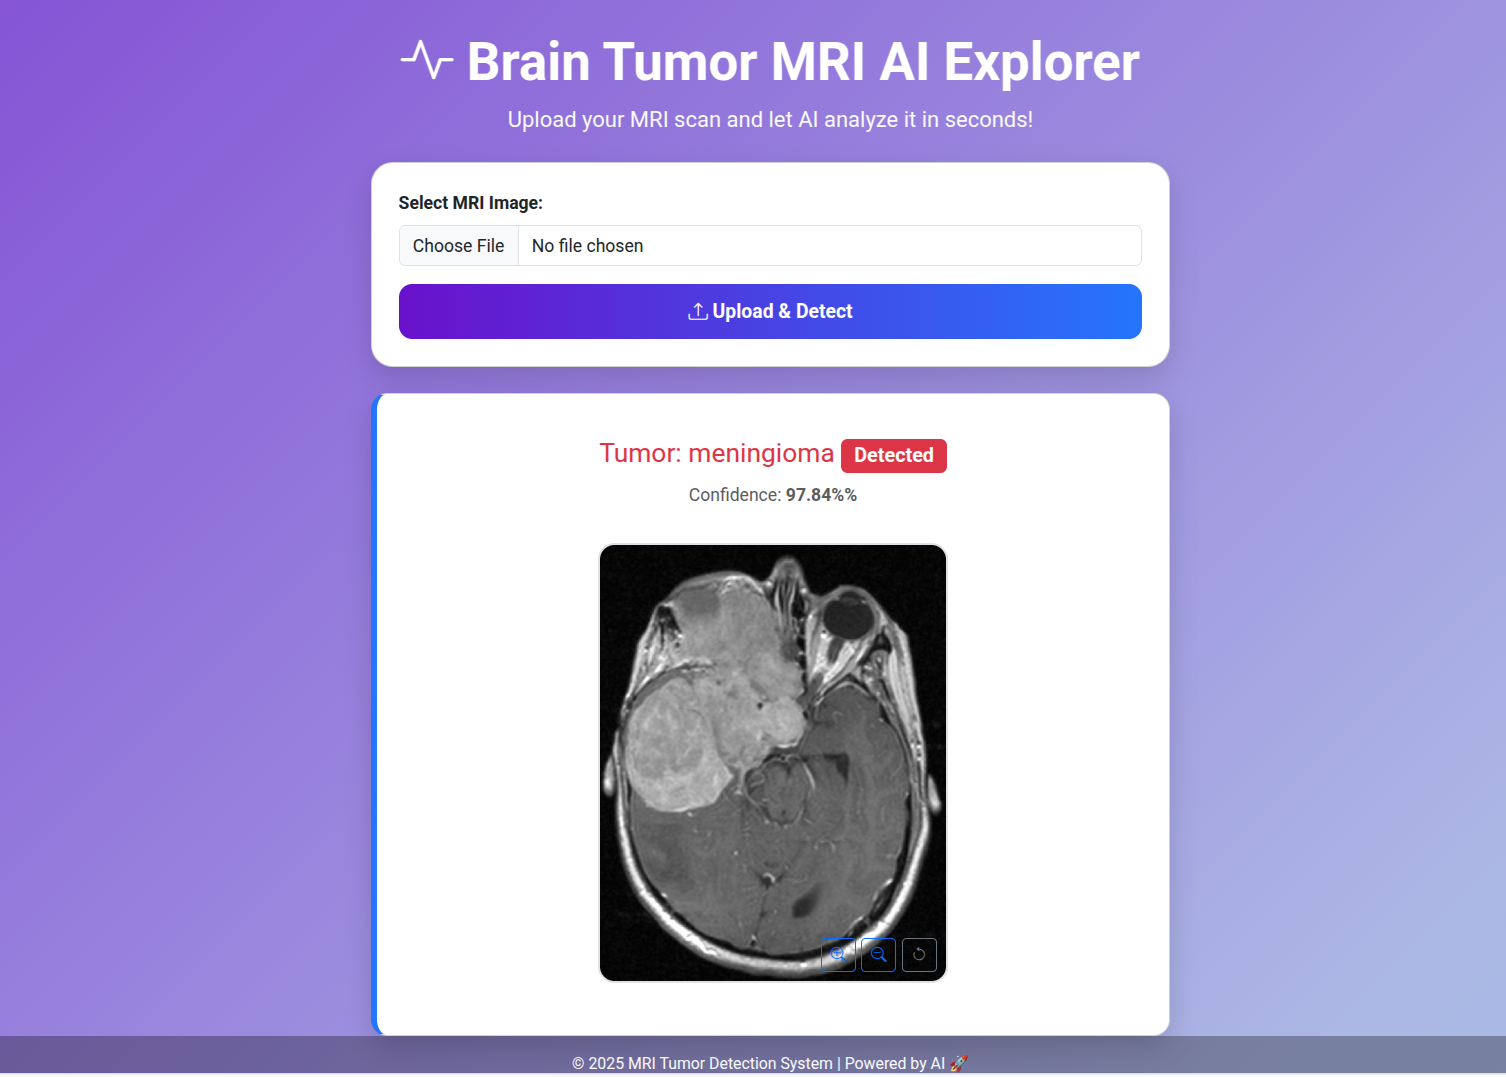 Brain Tumor MRI AI Explorer
Upload your MRI scan and let AI analyze it in seconds!
Select MRI Image:
Choose File No file chosen
Upload & Detect
Tumor: meningioma Detected
Confidence: 97.84%%
© 2025 MRI Tumor Detection System | Powered by AI 🚀